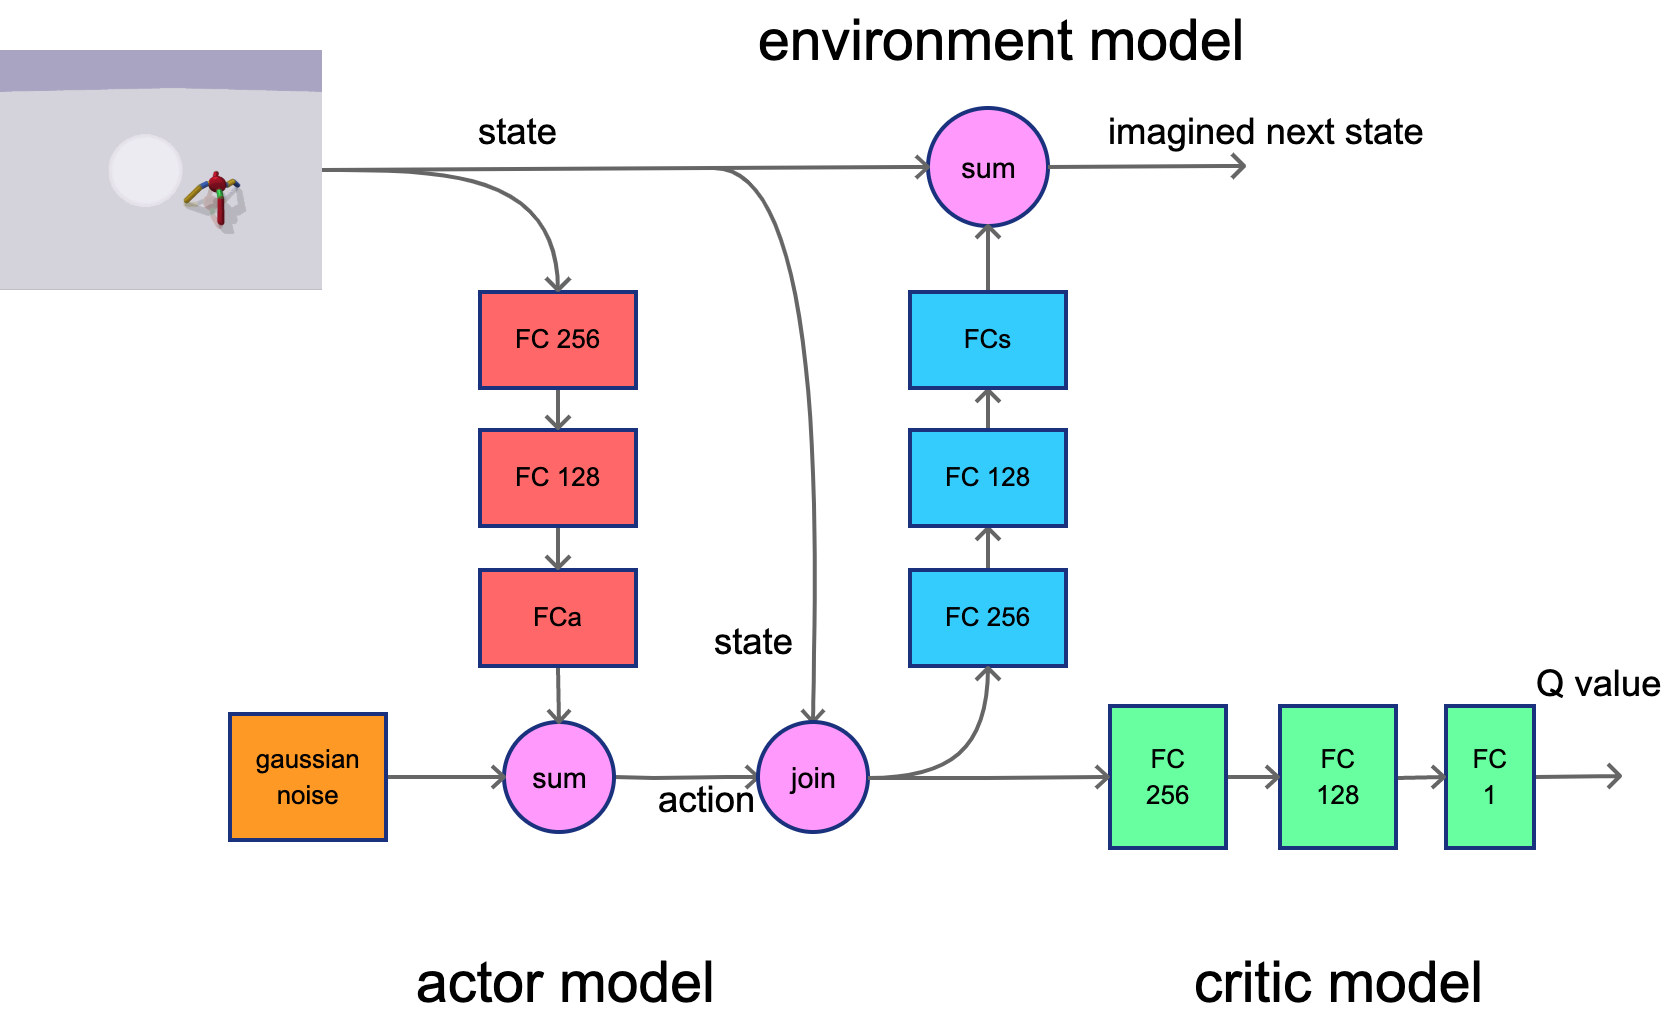 environment model
state
imagined next state
sum
FC 256
FC 128
FCa
FCs
FC 128
FC 256
state
gaussian
noise
sum
action
join
FC
256
FC
128
FC
1
Q value
actor model
critic model